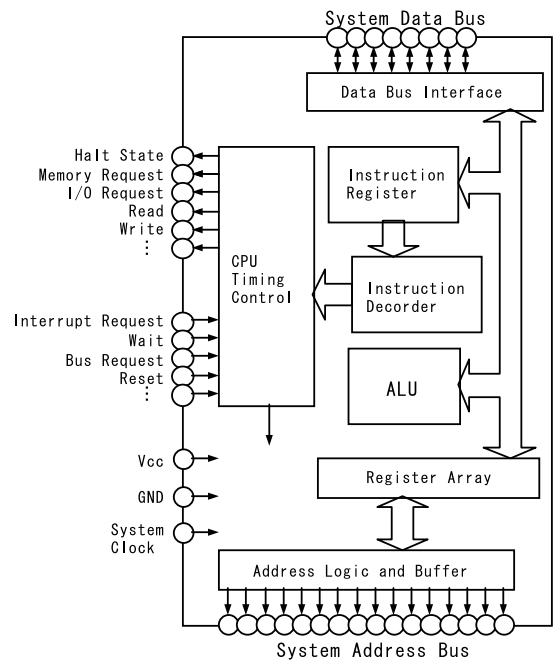 System Data Bus
Data Bus Interface
Halt State
Memory Request
I/O Request
Read
Write
⋮
Instruction
Register
CPU
Timing
Control
Instruction
Decorder
Interrupt Request
Wait
Bus Request
Reset
⋮
ALU
Vcc
GND
System
Clock
Register Array
Address Logic and Buffer
System Address Bus